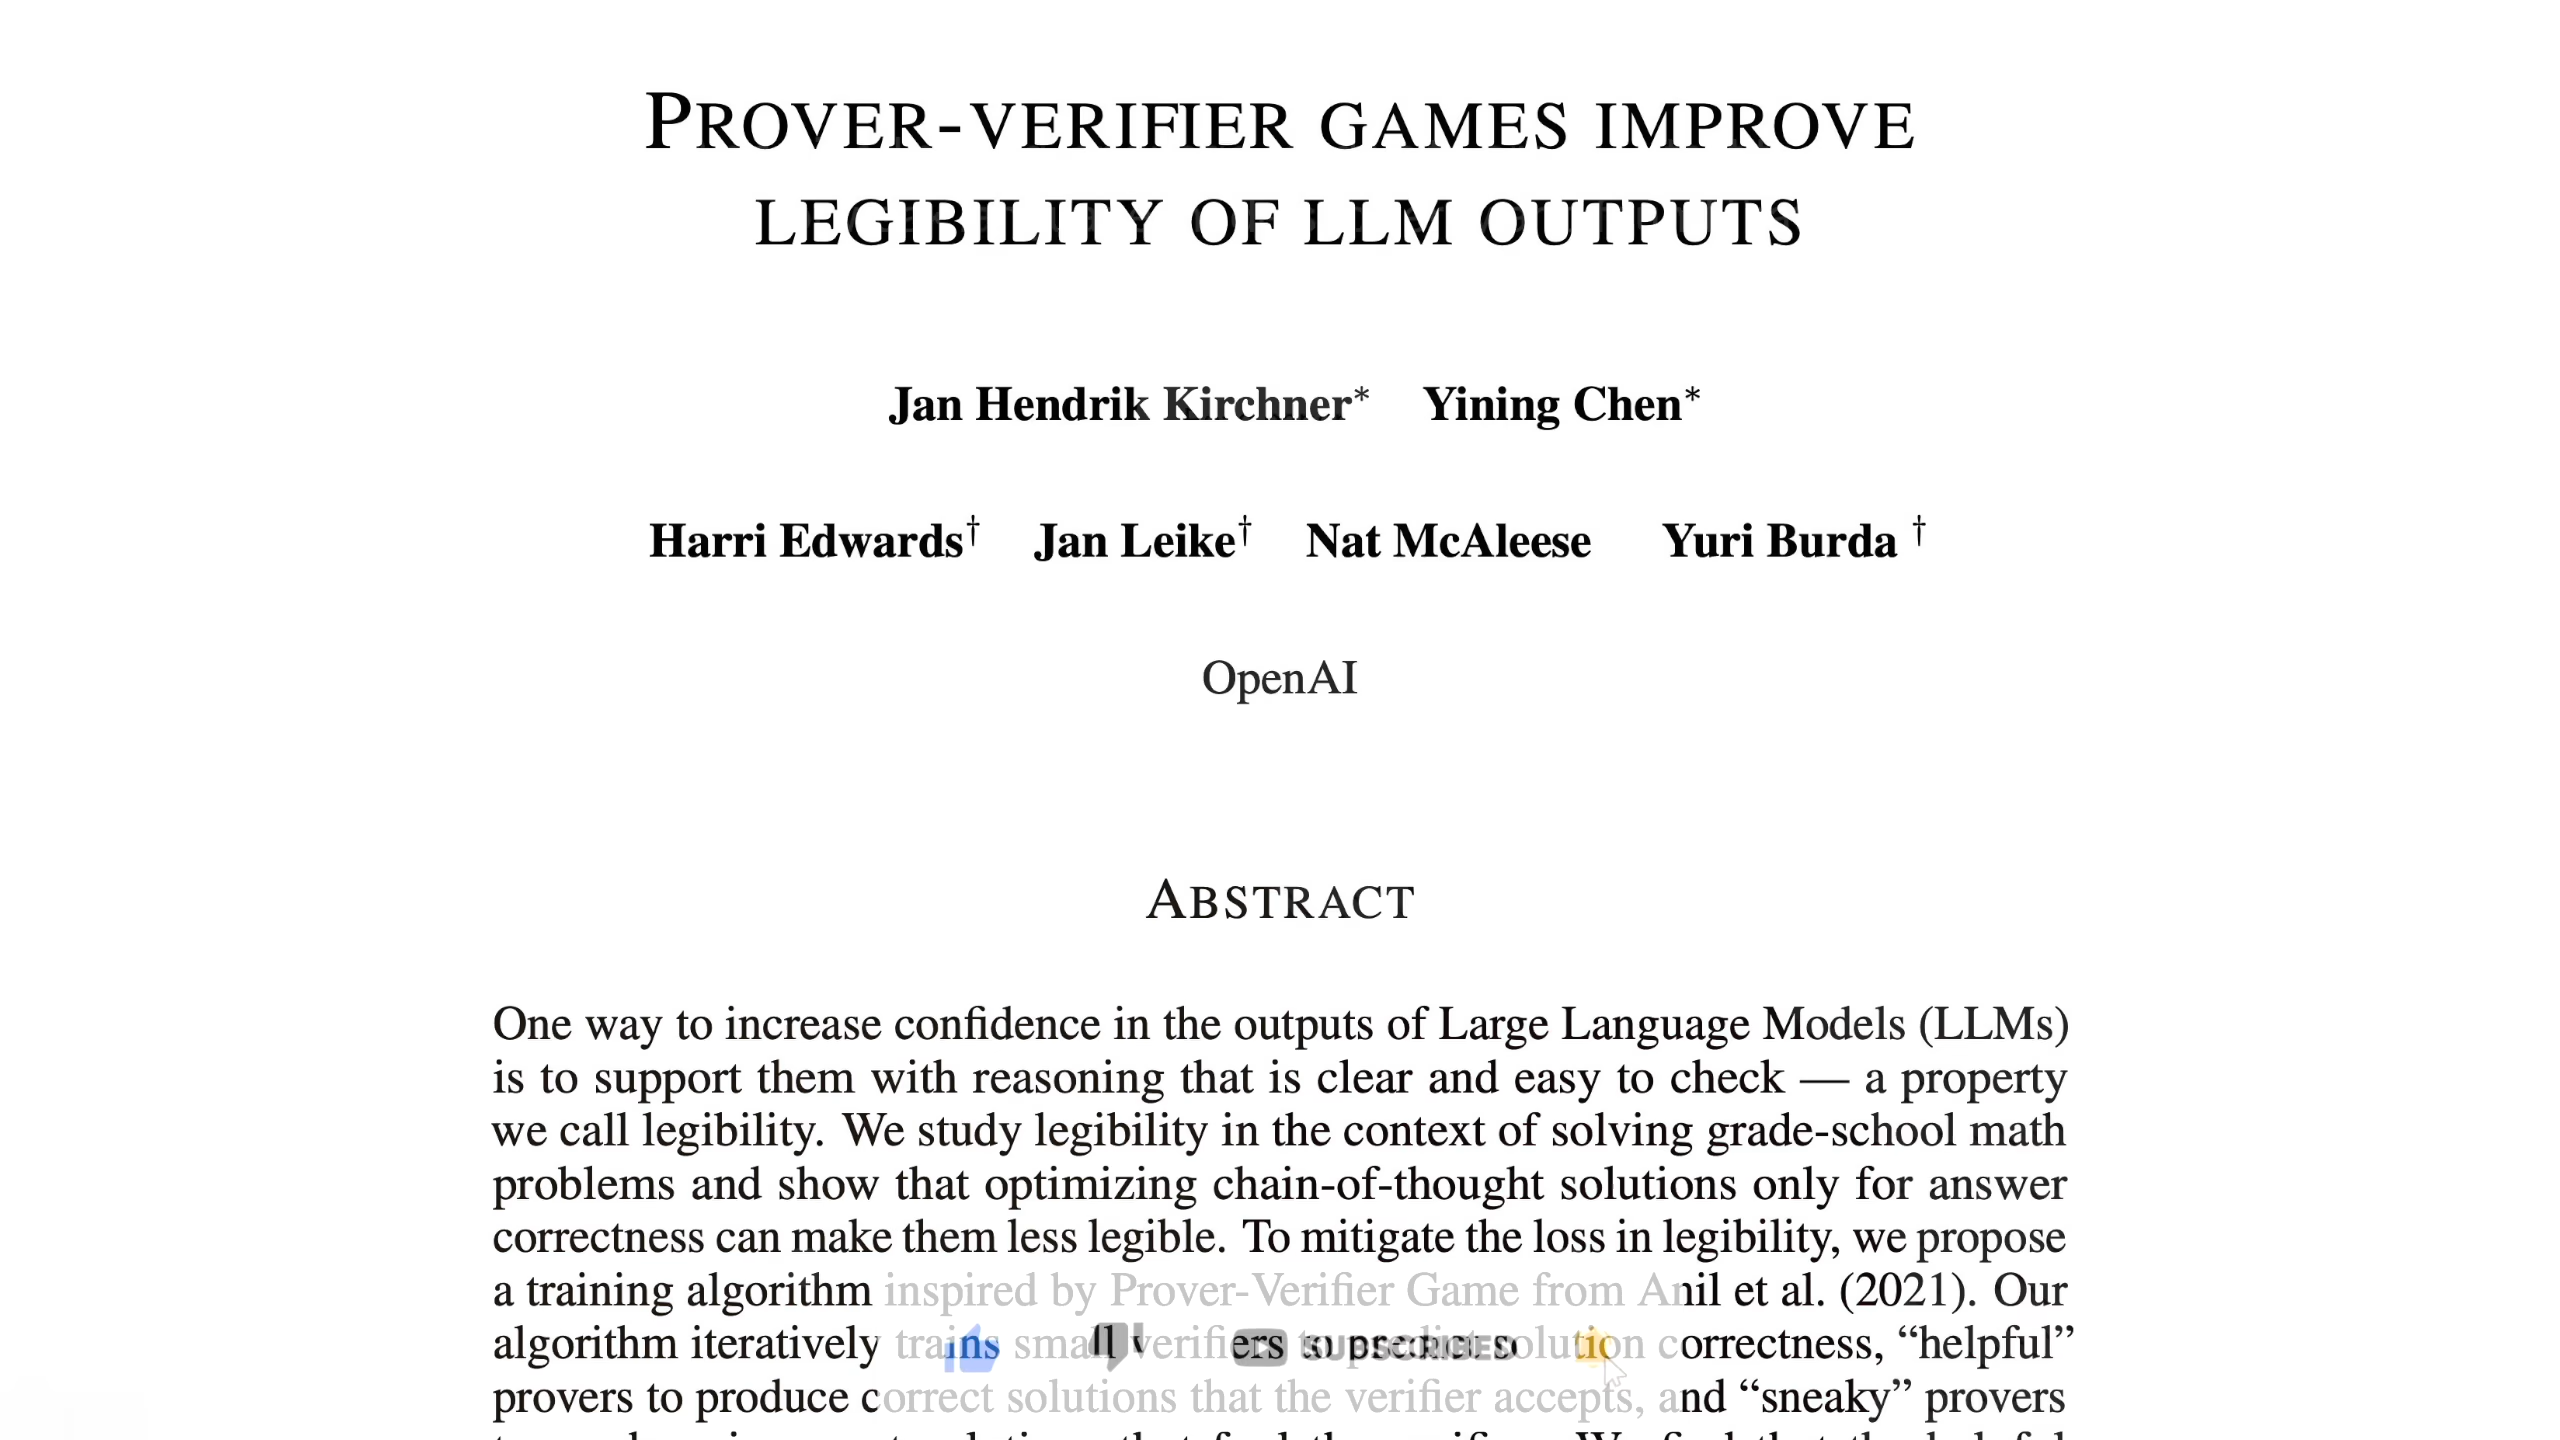 PROVER-VERIFIER GAMES IMPROVE
LEGIBILITY OF LLM OUTPUTS
Jan Hendrik Kirchner* Yining Chen*
Harri Edwards† Jan Leike† Nat McAleese Yuri Burda †
OpenAI
ABSTRACT
One way to increase confidence in the outputs of Large Language Models (LLMs)
is to support them with reasoning that is clear and easy to check — a property
we call legibility. We study legibility in the context of solving grade-school math
problems and show that optimizing chain-of-thought solutions only for answer
correctness can make them less legible. To mitigate the loss in legibility, we propose
a training algorithm inspired by Prover-Verifier Game from Anil et al. (2021). Our
algorithm iteratively trains small verifiers to predict solution correctness, “helpful”
provers to produce correct solutions that the verifier accepts, and “sneaky” provers